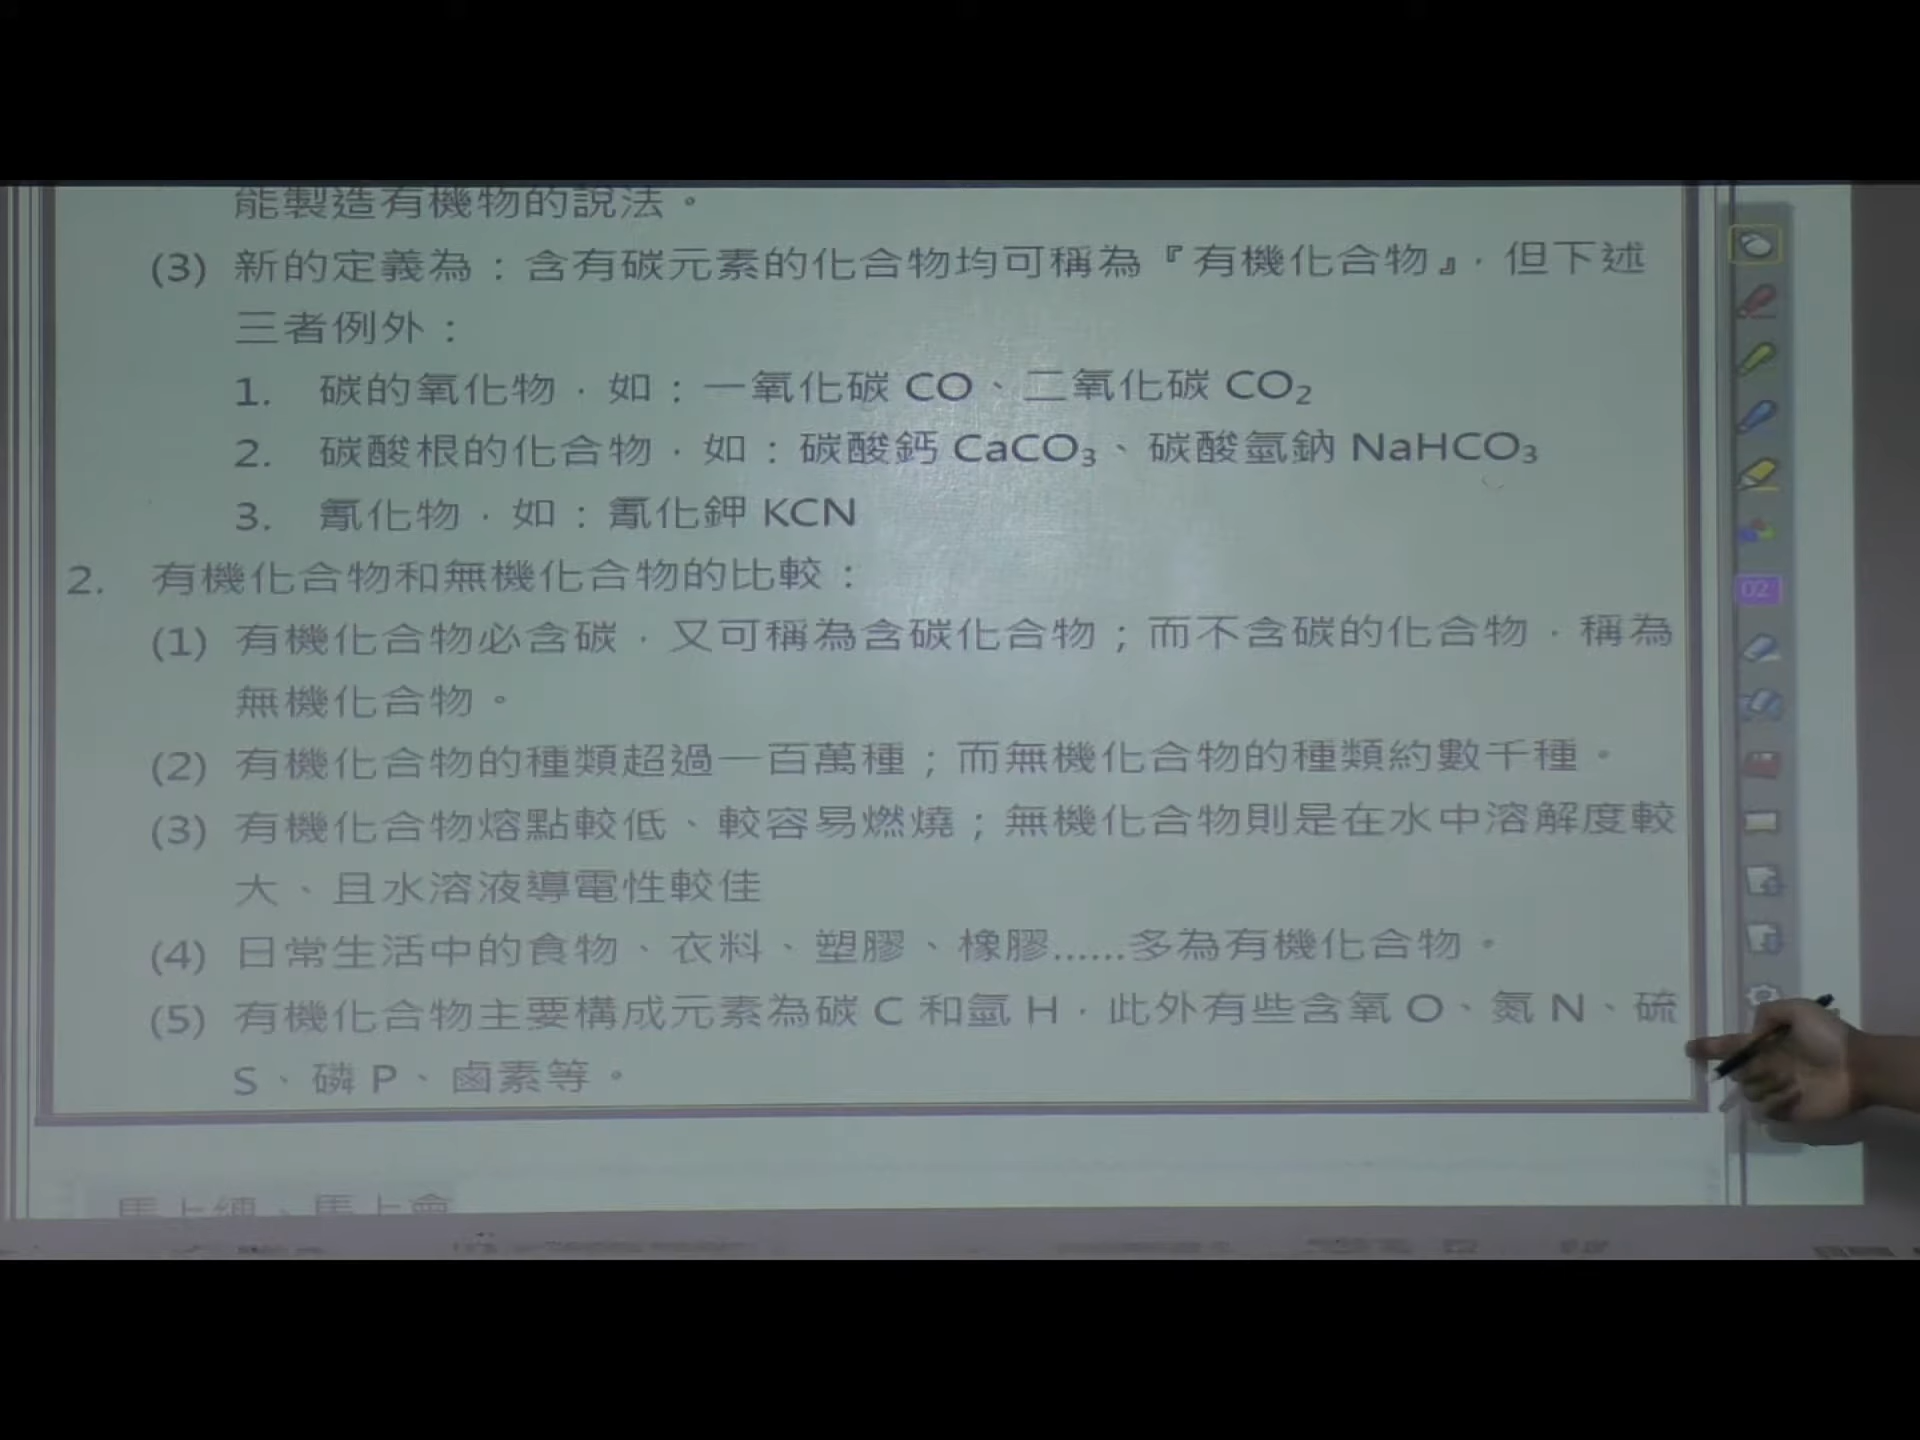 能製造有機物的說法。
(3) 新的定義為：含有碳元素的化合物均可稱為『有機化合物』，但下述
三者例外：
1. 碳的氧化物，如：一氧化碳 CO、二氧化碳 CO₂
2. 碳酸根的化合物，如：碳酸鈣 CaCO₃、碳酸氫鈉 NaHCO₃
3. 氰化物，如：氰化鉀 KCN
2. 有機化合物和無機化合物的比較：
(1) 有機化合物必含碳，又可稱為含碳化合物；而不含碳的化合物，稱為
無機化合物。
(2) 有機化合物的種類超過一百萬種；而無機化合物的種類約數千種。
(3) 有機化合物熔點較低、較容易燃燒；無機化合物則是在水中溶解度較
大、且水溶液導電性較佳
(4) 日常生活中的食物、衣料、塑膠、橡膠……多為有機化合物。
(5) 有機化合物主要構成元素為碳 C 和氫 H，此外有些含氧 O、氮 N、硫
S、磷 P、鹵素等。
馬上練、馬上會
02